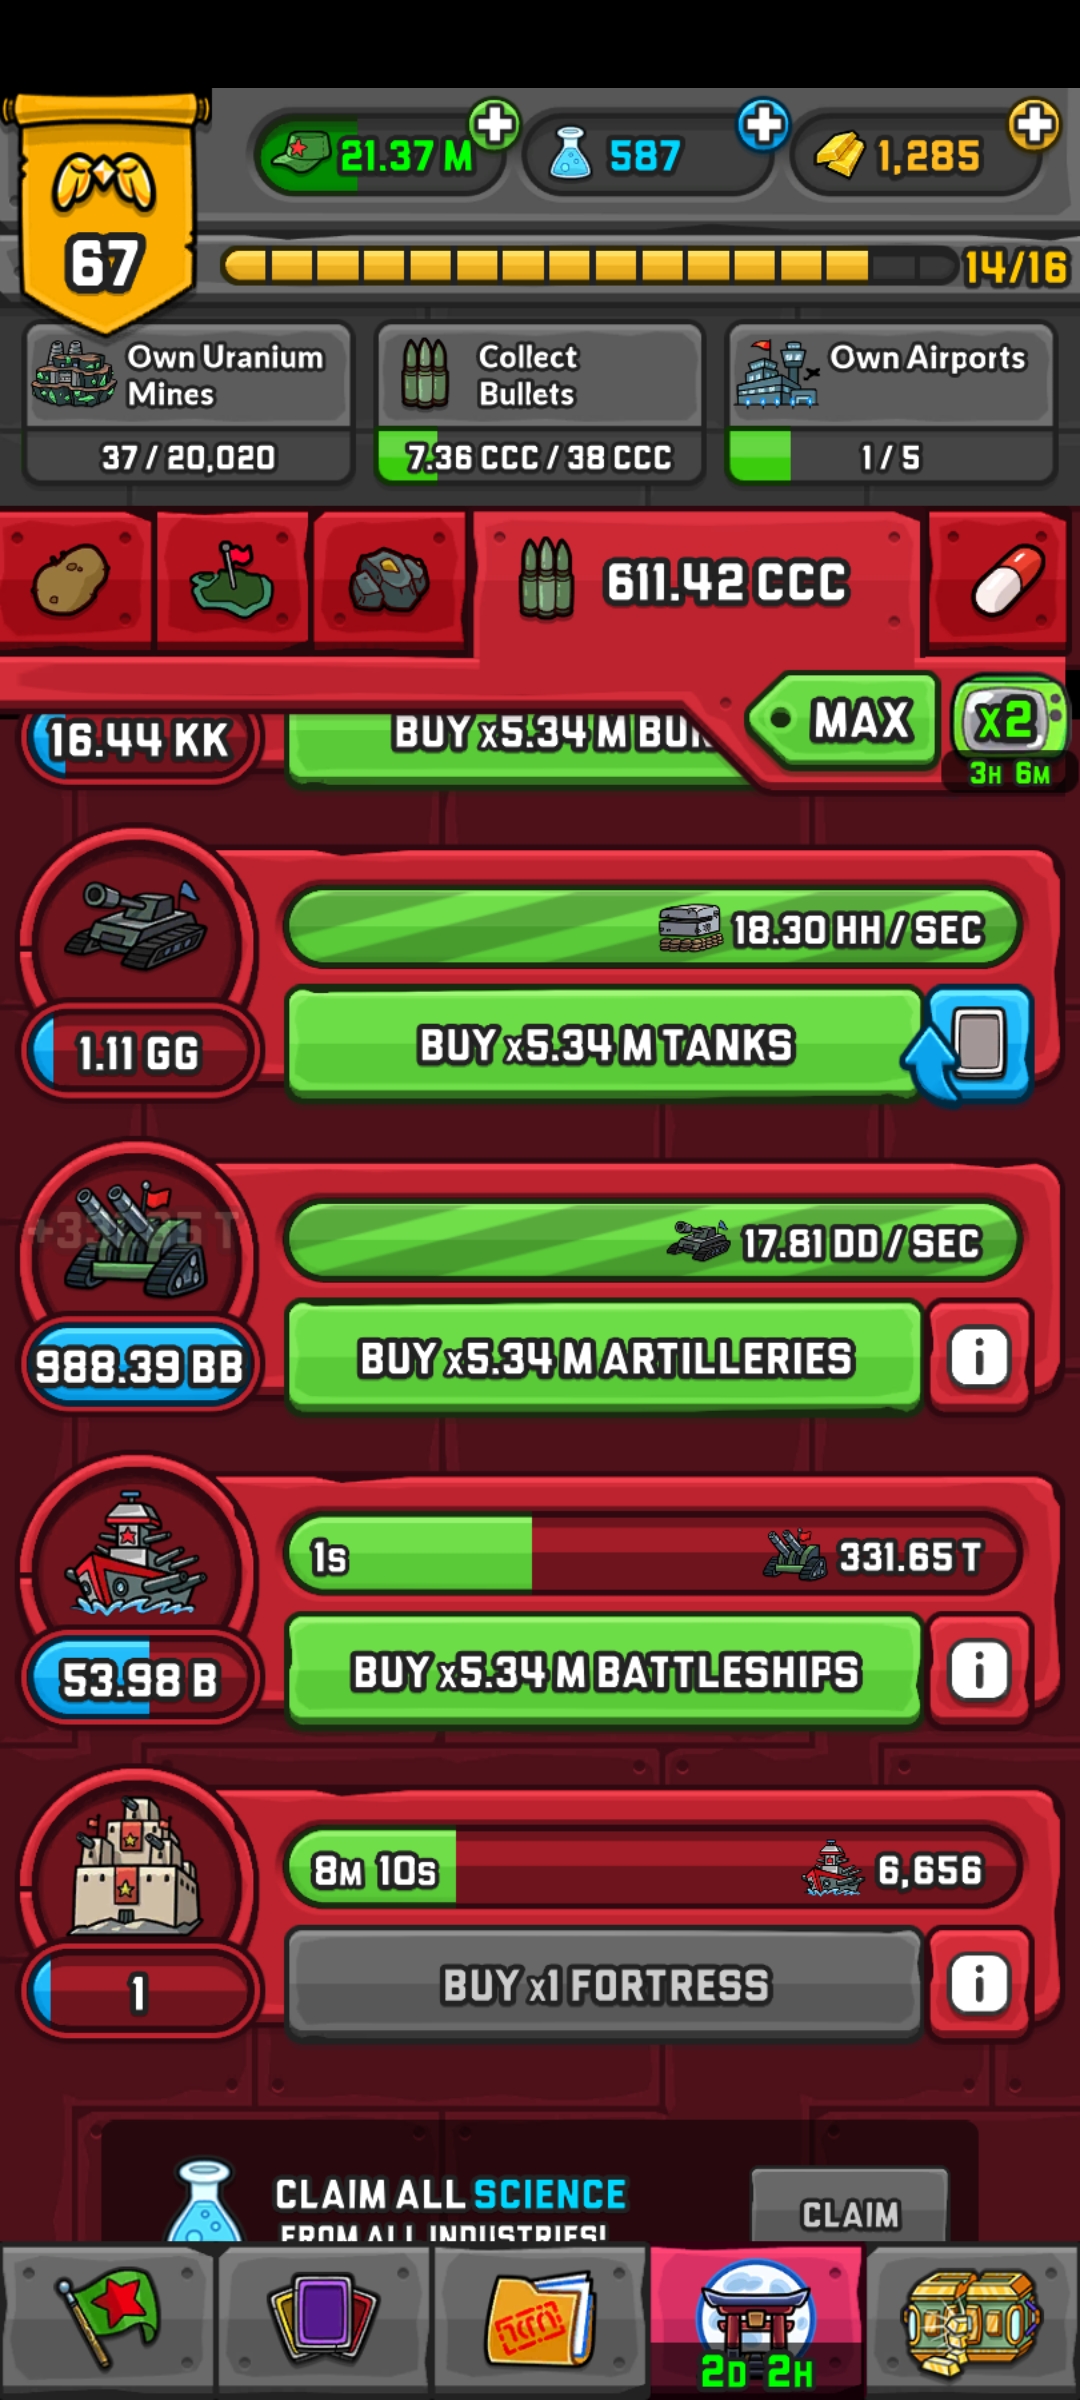 21.37 M
587
1,285
67
14/16
Own Uranium
Mines
Collect
Bullets
Own Airports
37 / 20,020
7.36 CCC / 38 CCC
1 / 5
611.42 CCC
MAX
x2
3H 6M
16.44 KK
BUY x5.34 M
18.30 HH / SEC
1.11 GG
BUY x5.34 M TANKS
17.81 DD / SEC
988.39 BB
BUY x5.34 M ARTILLERIES
i
1s
331.65 T
53.98 B
BUY x5.34 M BATTLESHIPS
i
8M 10s
6,656
1
BUY x1 FORTRESS
i
CLAIM ALL SCIENCE
FROM ALL INDUSTRIES!
CLAIM
2D 2H